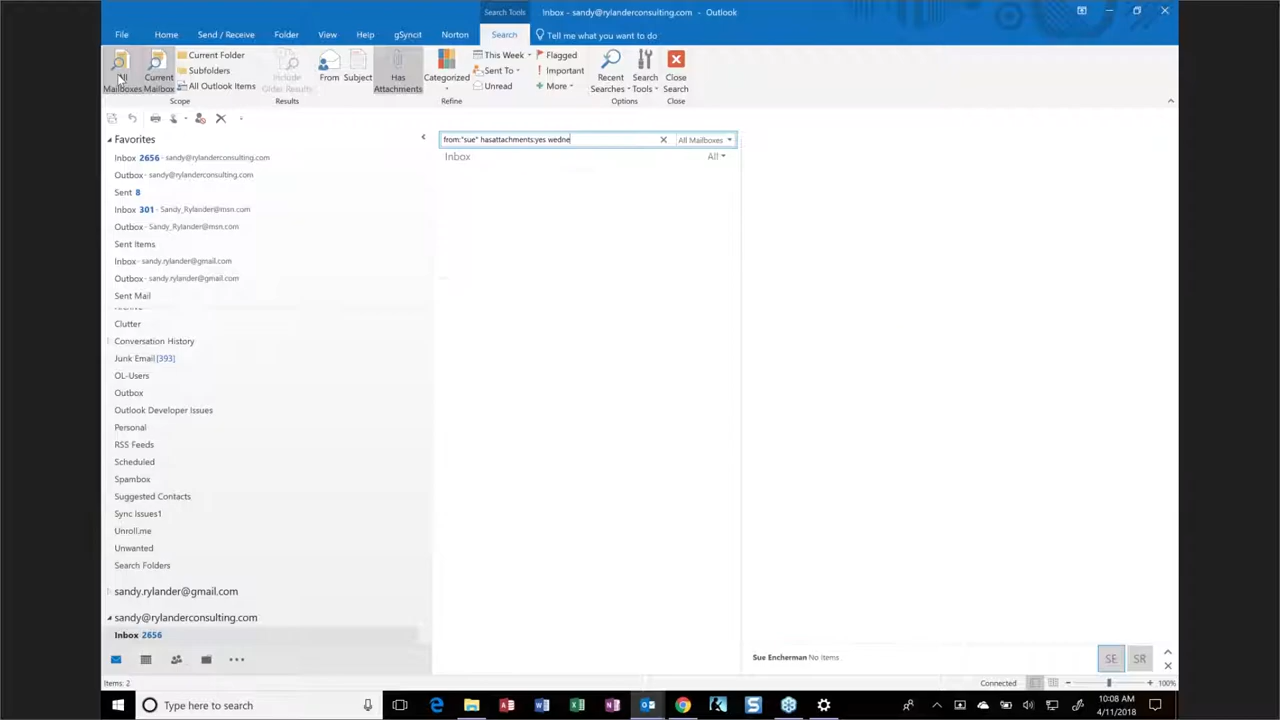 Search Tools
Inbox - sandy@rylanderconsulting.com - Outlook
File Home Send / Receive Folder View Help gSyncit Norton Search Tell me what you want to do
All Mailboxes
Current Mailbox
Current Folder
Subfolders
All Outlook Items
Scope
Include Older Results
Results
From
Subject
Has Attachments
Categorized
This Week
Sent To
Unread
Flagged
Important
More
Refine
Recent Searches
Search Tools
Options
Close Search
Close
Favorites
Inbox 2656 - sandy@rylanderconsulting.com
Outbox - sandy@rylanderconsulting.com
Sent 8
Inbox 301 - Sandy_Rylander@msn.com
Outbox - Sandy_Rylander@msn.com
Sent Items
Inbox - sandy.rylander@gmail.com
Outbox - sandy.rylander@gmail.com
Sent Mail
Clutter
Conversation History
Junk Email [393]
OL-Users
Outbox
Outlook Developer Issues
Personal
RSS Feeds
Scheduled
Spambox
Suggested Contacts
Sync Issues1
Unroll.me
Unwanted
Search Folders
sandy.rylander@gmail.com
sandy@rylanderconsulting.com
Inbox 2656
from:"sue" hasattachments:yes wedne
All Mailboxes
Inbox
All
Sue Encherman No Items
SE
SR
Items: 2
Connected
100%
Type here to search
10:08 AM
4/11/2018